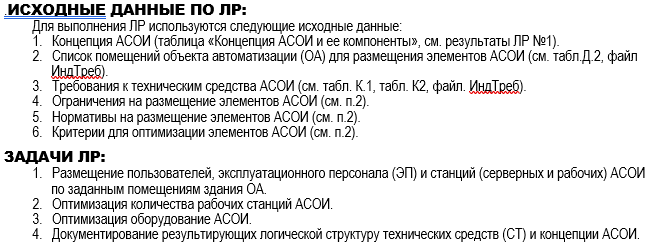 .ИСХОДНЫЕ ДАННЫЕ ПО ЛР:
Для выполнения ЛР используются следующие исходные данные:
1. Концепция АСОИ (таблица «Концепция АСОИ и ее компоненты», см. результаты ЛР №1).
2. Список помещений объекта автоматизации (ОА) для размещения элементов АСОИ (см. табл.Д.2, файл
ИндТреб).
3. Требования к техническим средства АСОИ (см. табл. К.1, табл. К2, файл. ИндТреб).
4. Ограничения на размещение элементов АСОИ (см. п.2).
5. Нормативы на размещение элементов АСОИ (см. п.2).
6. Критерии для оптимизации элементов АСОИ (см. п.2).
ЗАДАЧИ ЛР:
1. Размещение пользователей, эксплуатационного персонала (ЭП) и станций (серверных и рабочих) АСОИ
по заданным помещениям здания ОА.
2. Оптимизация количества рабочих станций АСОИ.
3. Оптимизация оборудование АСОИ.
4. Документирование результирующих логической структуру технических средств (СТ) и концепции АСОИ.